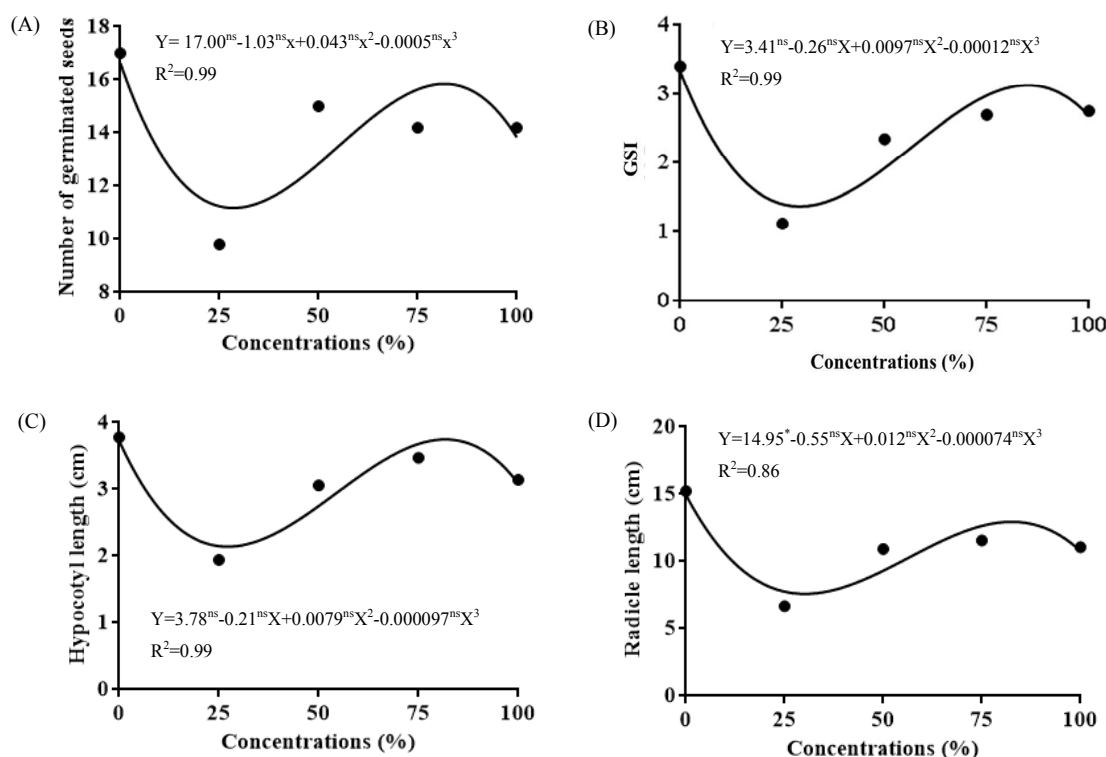 (A)
Y= 17.00ⁿˢ-1.03ⁿˢx+0.043ⁿˢx²-0.0005ⁿˢx³
R²=0.99
18
16
14
12
10
8
Number of germinated seeds
0 25 50 75 100
Concentrations (%)
(B)
Y=3.41ⁿˢ-0.26ⁿˢX+0.0097ⁿˢX²-0.00012ⁿˢX³
R²=0.99
4
3
2
1
0
GSI
0 25 50 75 100
Concentrations (%)
(C)
4
3
2
1
0
Hypocotyl length (cm)
Y=3.78ⁿˢ-0.21ⁿˢX+0.0079ⁿˢX²-0.000097ⁿˢX³
R²=0.99
0 25 50 75 100
Concentrations (%)
(D)
Y=14.95*-0.55ⁿˢX+0.012ⁿˢX²-0.000074ⁿˢX³
R²=0.86
20
15
10
5
0
Radicle length (cm)
0 25 50 75 100
Concentrations (%)